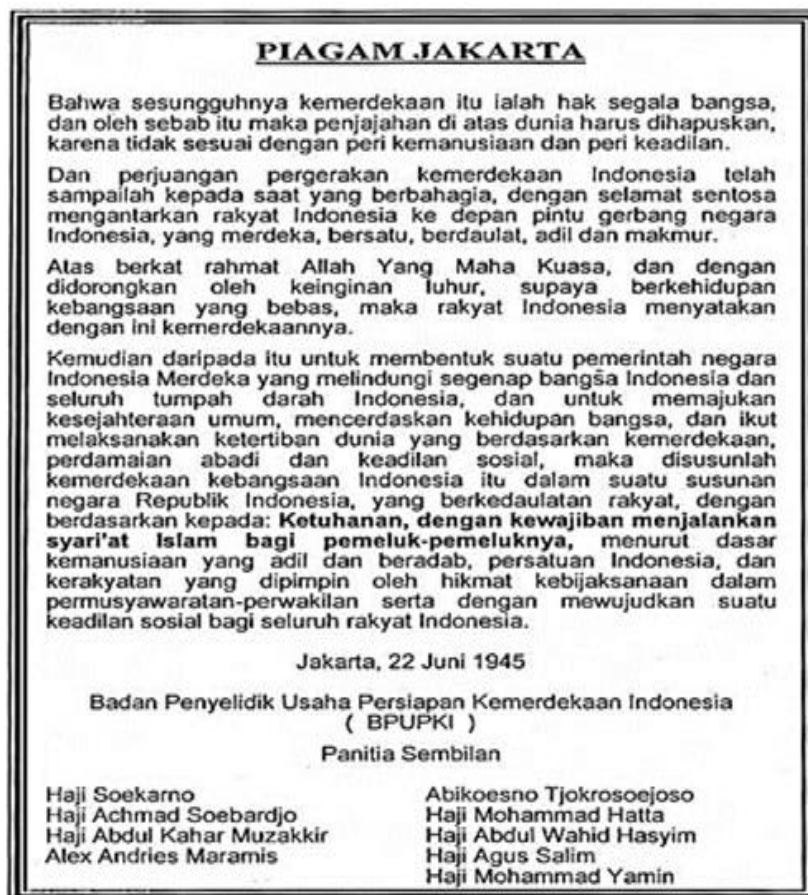 PIAGAM JAKARTA
Bahwa sesungguhnya kemerdekaan itu ialah hak segala bangsa,
dan oleh sebab itu maka penjajahan di atas dunia harus dihapuskan,
karena tidak sesuai dengan peri kemanusiaan dan peri keadilan.
Dan perjuangan pergerakan kemerdekaan Indonesia telah
sampailah kepada saat yang berbahagia, dengan selamat sentosa
mengantarkan rakyat Indonesia ke depan pintu gerbang negara
Indonesia, yang merdeka, bersatu, berdaulat, adil dan makmur.
Atas berkat rahmat Allah Yang Maha Kuasa, dan dengan
didorongkan oleh keinginan luhur, supaya berkehidupan
kebangsaan yang bebas, maka rakyat Indonesia menyatakan
dengan ini kemerdekaannya.
Kemudian daripada itu untuk membentuk suatu pemerintah negara
Indonesia Merdeka yang melindungi segenap bangsa Indonesia dan
seluruh tumpah darah Indonesia, dan untuk memajukan
kesejahteraan umum, mencerdaskan kehidupan bangsa, dan ikut
melaksanakan ketertiban dunia yang berdasarkan kemerdekaan,
perdamaian abadi dan keadilan sosial, maka disusunlah
kemerdekaan kebangsaan Indonesia itu dalam suatu susunan
negara Republik Indonesia, yang berkedaulatan rakyat, dengan
berdasarkan kepada: Ketuhanan, dengan kewajiban menjalankan
syari'at Islam bagi pemeluk-pemeluknya, menurut dasar
kemanusiaan yang adil dan beradab, persatuan Indonesia, dan
kerakyatan yang dipimpin oleh hikmat kebijaksanaan dalam
permusyawaratan-perwakilan serta dengan mewujudkan suatu
keadilan sosial bagi seluruh rakyat Indonesia.
Jakarta, 22 Juni 1945
Badan Penyelidik Usaha Persiapan Kemerdekaan Indonesia
( BPUPKI )
Panitia Sembilan
Haji Soekarno
Haji Achmad Soebardjo
Haji Abdul Kahar Muzakkir
Alex Andries Maramis
Abikoesno Tjokrosoejoso
Haji Mohammad Hatta
Haji Abdul Wahid Hasyim
Haji Agus Salim
Haji Mohammad Yamin